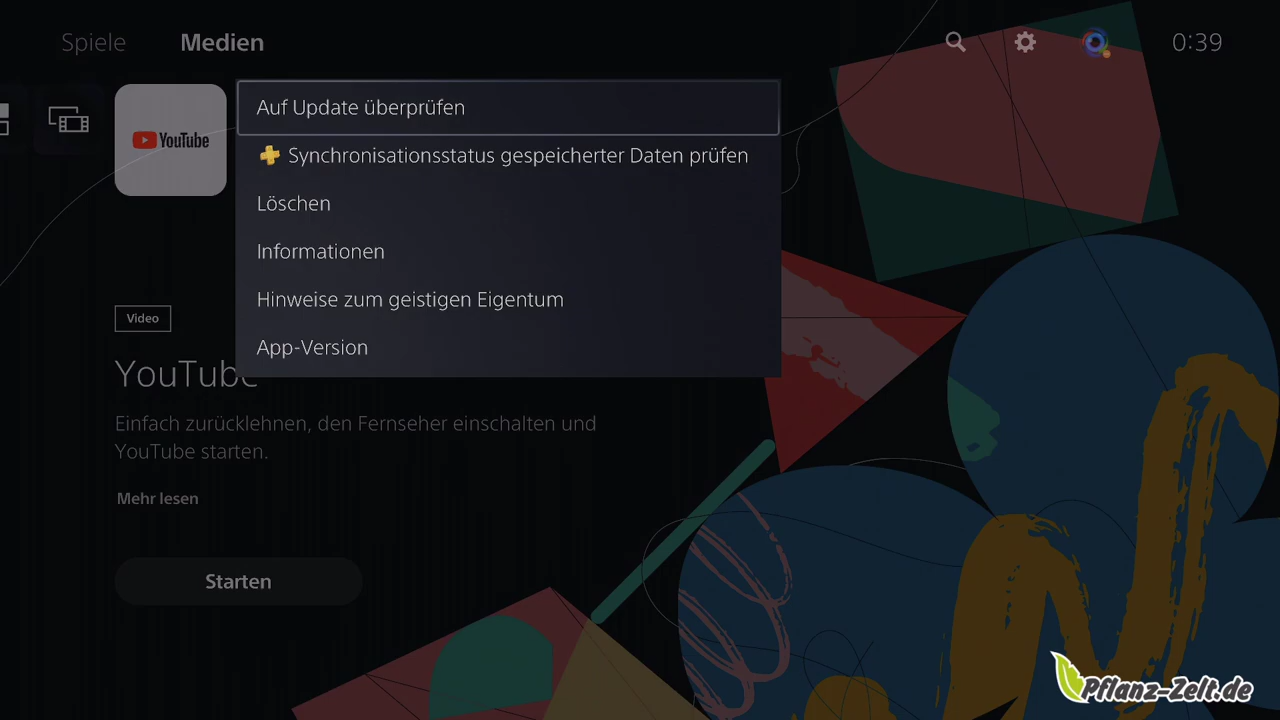 Spiele
Medien
0:39
YouTube
Auf Update überprüfen
Synchronisationsstatus gespeicherter Daten prüfen
Löschen
Informationen
Hinweise zum geistigen Eigentum
App-Version
Video
YouTube
Einfach zurücklehnen, den Fernseher einschalten und
YouTube starten.
Mehr lesen
Starten
Pflanz-Zelt.de